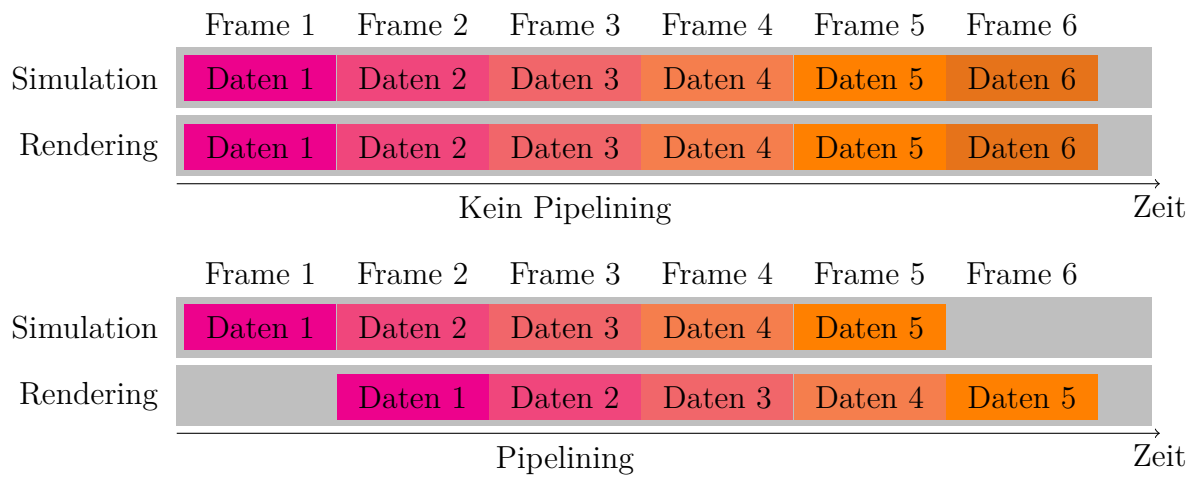 Frame 1 Frame 2 Frame 3 Frame 4 Frame 5 Frame 6
Simulation Daten 1 Daten 2 Daten 3 Daten 4 Daten 5 Daten 6
Rendering Daten 1 Daten 2 Daten 3 Daten 4 Daten 5 Daten 6
Kein Pipelining Zeit
Frame 1 Frame 2 Frame 3 Frame 4 Frame 5 Frame 6
Simulation Daten 1 Daten 2 Daten 3 Daten 4 Daten 5
Rendering Daten 1 Daten 2 Daten 3 Daten 4 Daten 5
Pipelining Zeit